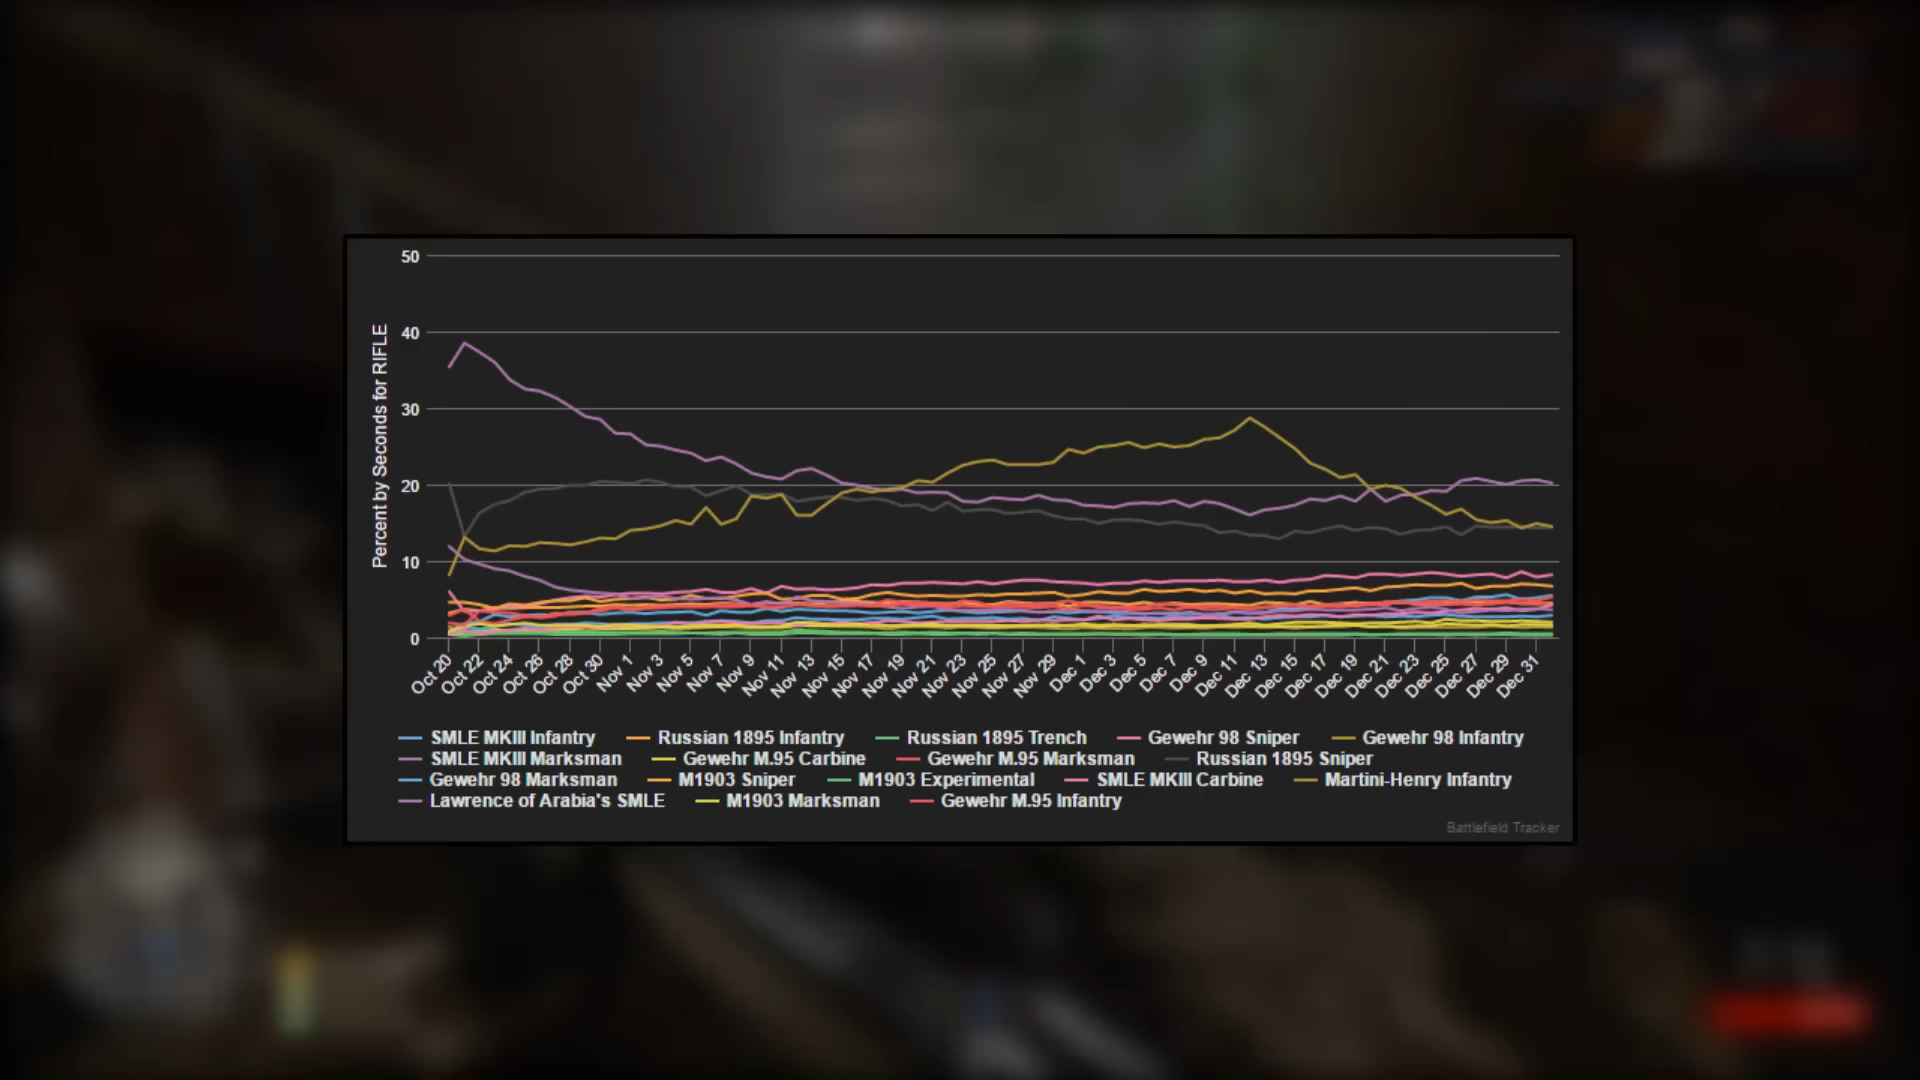 50
40
30
20
10
0
Percent by Seconds for RIFLE
Oct 20 Oct 22 Oct 24 Oct 26 Oct 28 Oct 30 Nov 1 Nov 3 Nov 5 Nov 7 Nov 9 Nov 11 Nov 13 Nov 15 Nov 17 Nov 19 Nov 21 Nov 23 Nov 25 Nov 27 Nov 29 Dec 1 Dec 3 Dec 5 Dec 7 Dec 9 Dec 11 Dec 13 Dec 15 Dec 17 Dec 19 Dec 21 Dec 23 Dec 25 Dec 27 Dec 29 Dec 31
SMLE MKIII Infantry Russian 1895 Infantry Russian 1895 Trench Gewehr 98 Sniper Gewehr 98 Infantry
SMLE MKIII Marksman Gewehr M.95 Carbine Gewehr M.95 Marksman Russian 1895 Sniper
Gewehr 98 Marksman M1903 Sniper M1903 Experimental SMLE MKIII Carbine Martini-Henry Infantry
Lawrence of Arabia's SMLE M1903 Marksman Gewehr M.95 Infantry
Battlefield Tracker